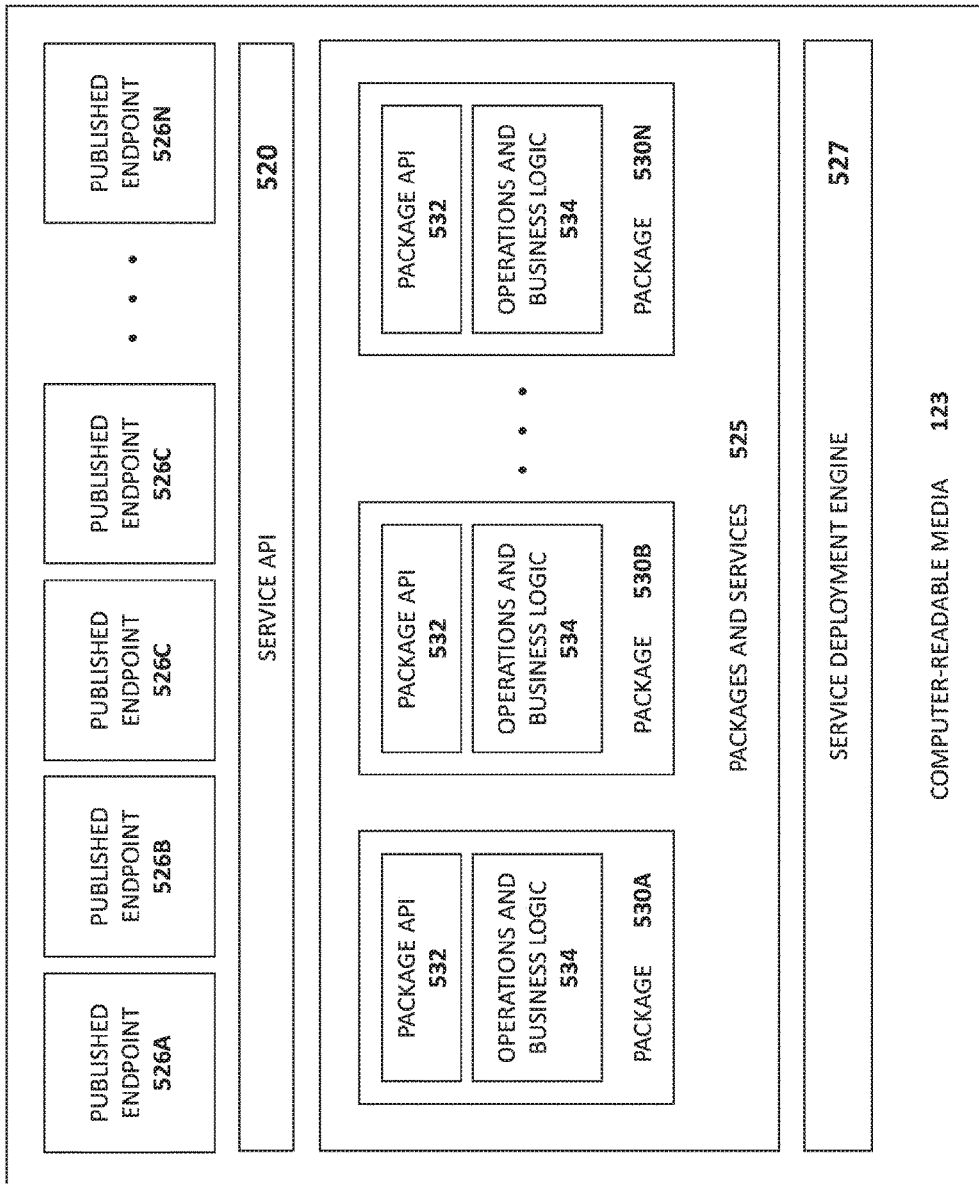 PUBLISHED
ENDPOINT
526A
PUBLISHED
ENDPOINT
526B
PUBLISHED
ENDPOINT
526C
PUBLISHED
ENDPOINT
526C
PUBLISHED
ENDPOINT
526N
SERVICE API 520
PACKAGE API
532
OPERATIONS AND
BUSINESS LOGIC
534
PACKAGE 530A
PACKAGE API
532
OPERATIONS AND
BUSINESS LOGIC
534
PACKAGE 530B
PACKAGE API
532
OPERATIONS AND
BUSINESS LOGIC
534
PACKAGE 530N
PACKAGES AND SERVICES 525
SERVICE DEPLOYMENT ENGINE 527
COMPUTER-READABLE MEDIA 123